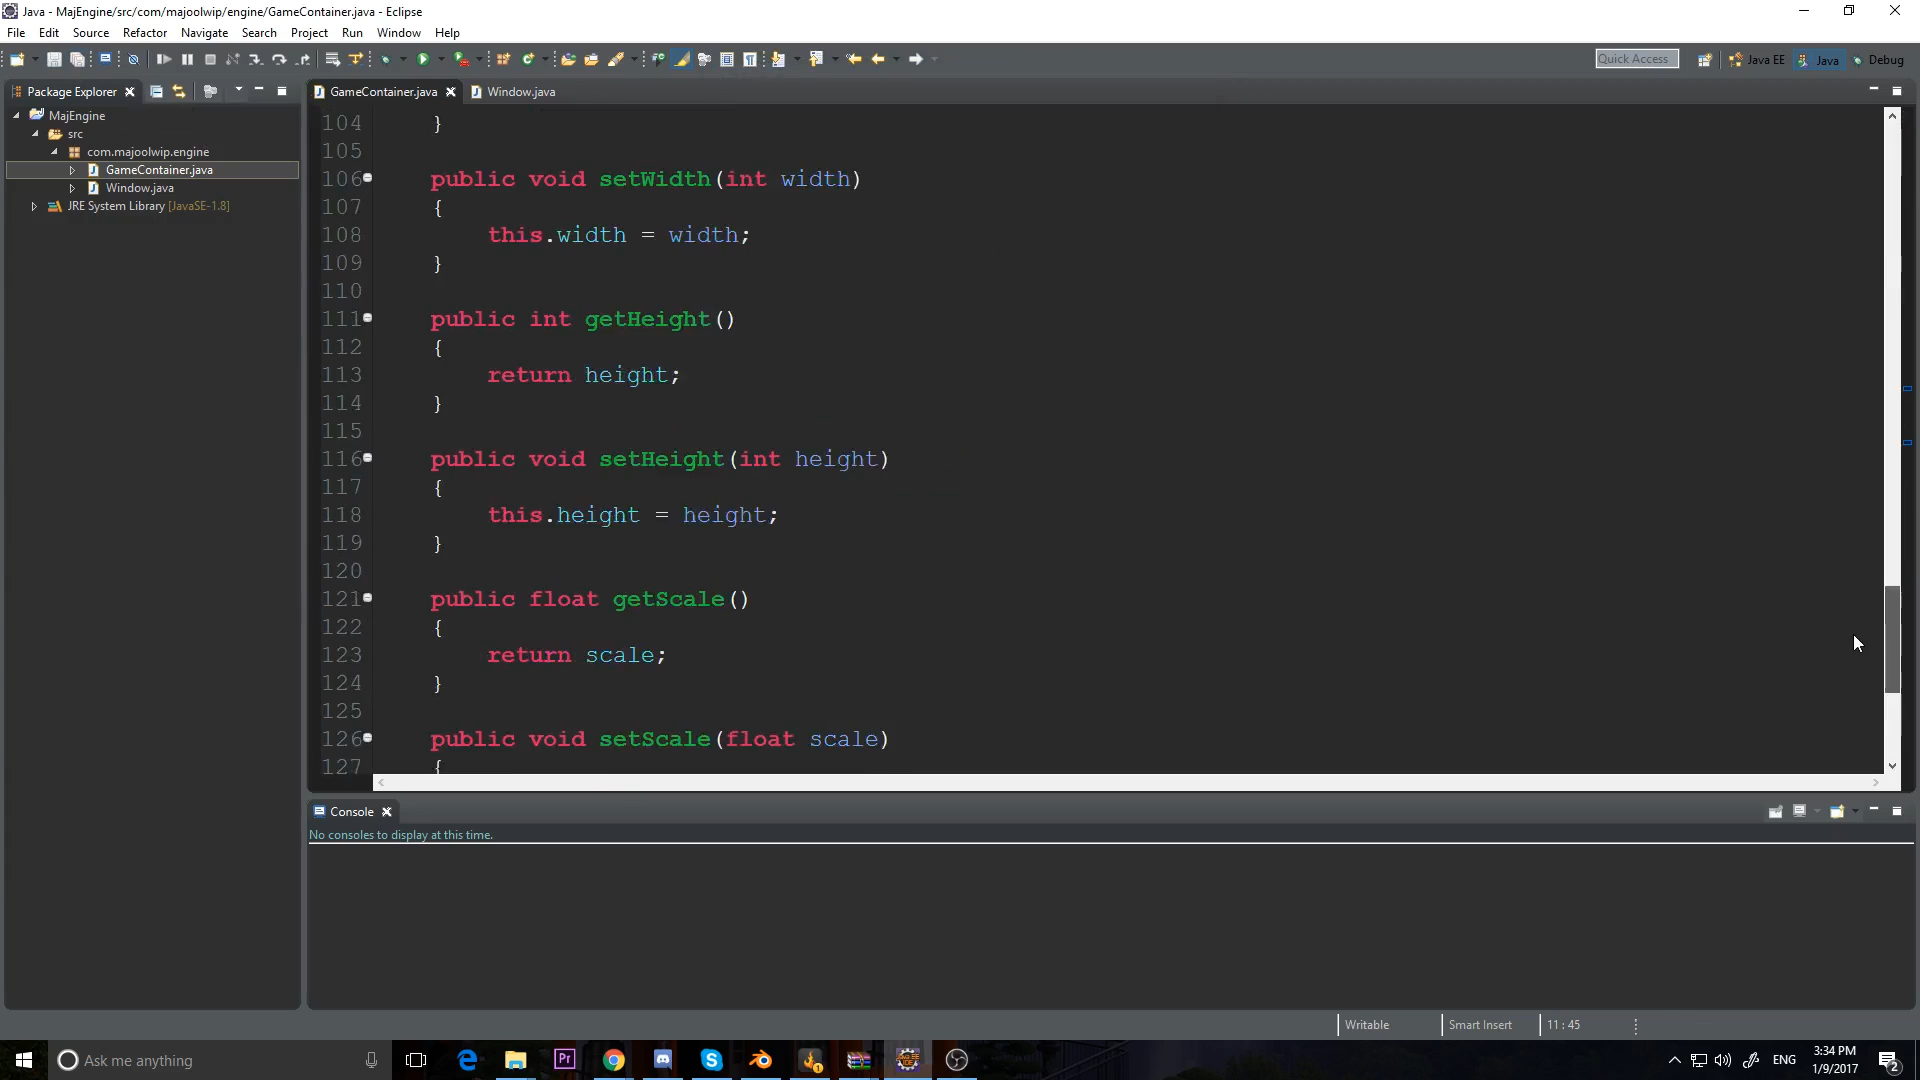 Java - MajEngine/src/com/majoolwip/engine/GameContainer.java - Eclipse
File Edit Source Refactor Navigate Search Project Run Window Help
Quick Access Java EE Java Debug
Package Explorer GameContainer.java Window.java
MajEngine
src
com.majoolwip.engine
GameContainer.java
Window.java
JRE System Library [JavaSE-1.8]
104 }
105
106 public void setWidth(int width)
107 {
108 this.width = width;
109 }
110
111 public int getHeight()
112 {
113 return height;
114 }
115
116 public void setHeight(int height)
117 {
118 this.height = height;
119 }
120
121 public float getScale()
122 {
123 return scale;
124 }
125
126 public void setScale(float scale)
127 {
Console
No consoles to display at this time.
Writable Smart Insert 11 : 45
Ask me anything
ENG 3:34 PM
1/9/2017